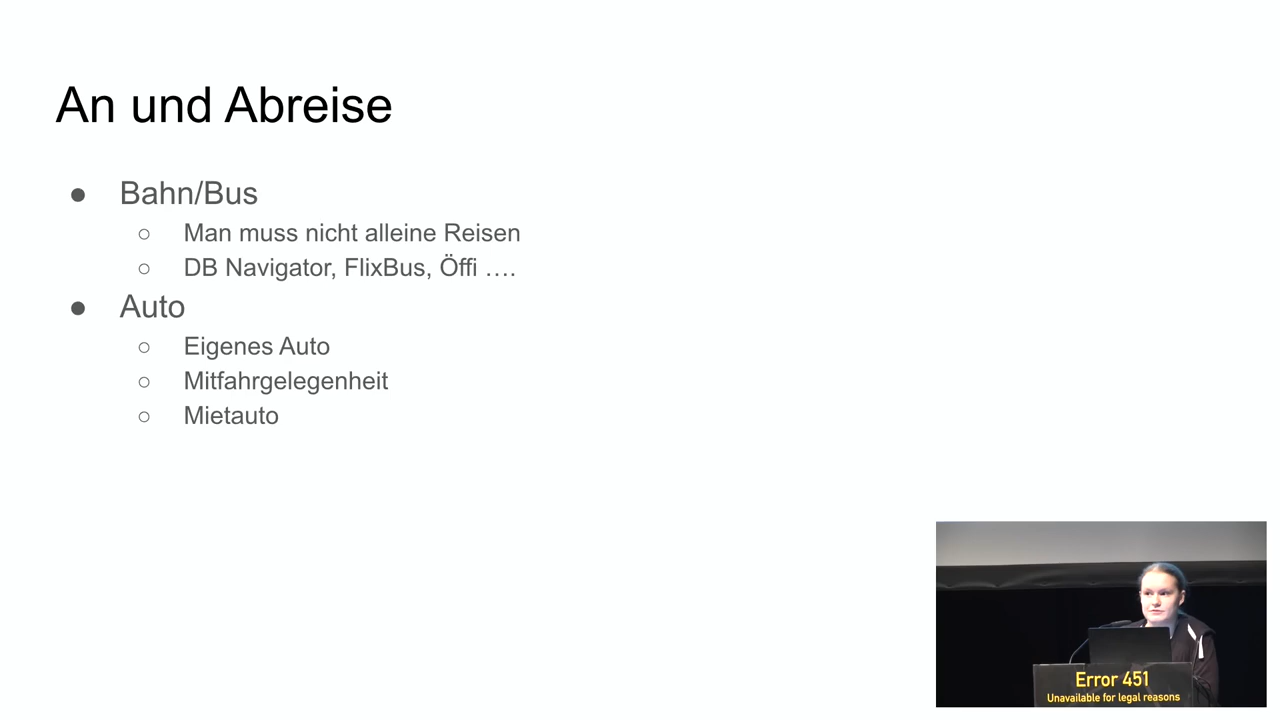 An und Abreise
● Bahn/Bus
○ Man muss nicht alleine Reisen
○ DB Navigator, FlixBus, Öffi ….
● Auto
○ Eigenes Auto
○ Mitfahrgelegenheit
○ Mietauto
Error 451
Unavailable for legal reasons